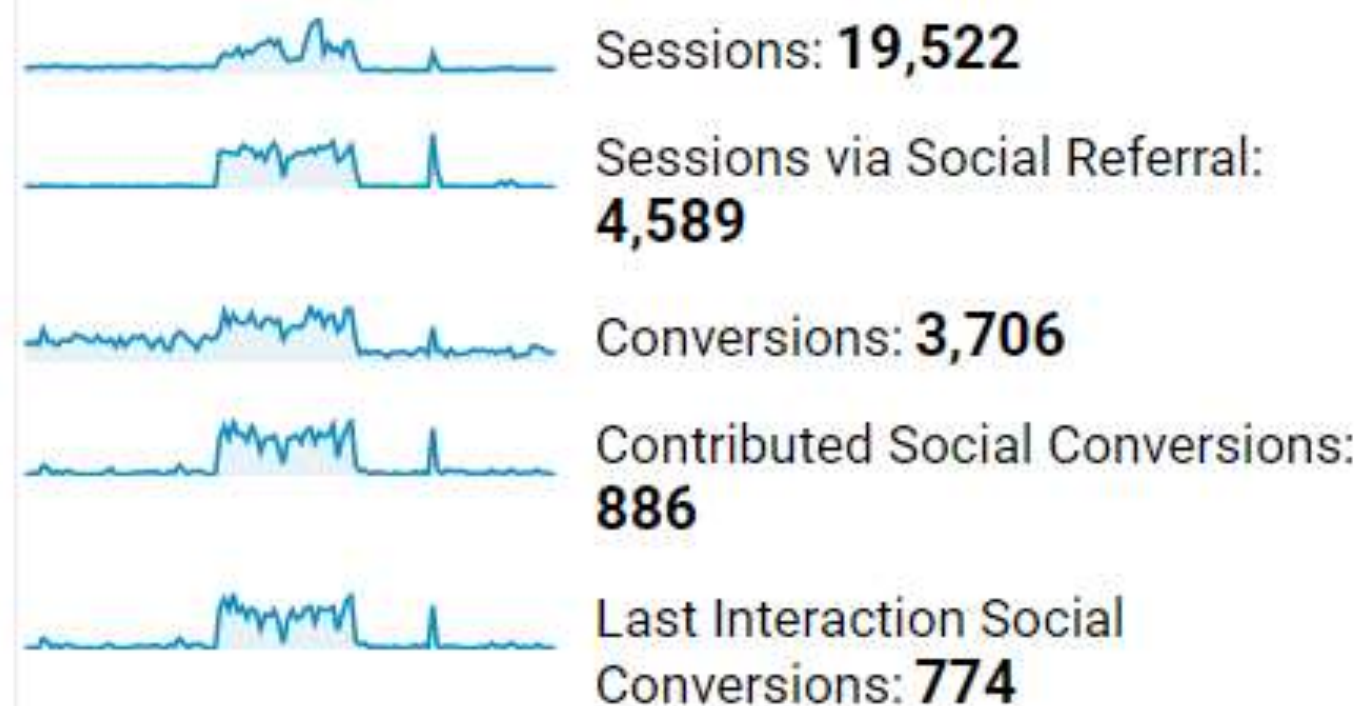 Sessions: 19,522
Sessions via Social Referral:
4,589
Conversions: 3,706
Contributed Social Conversions:
886
Last Interaction Social
Conversions: 774